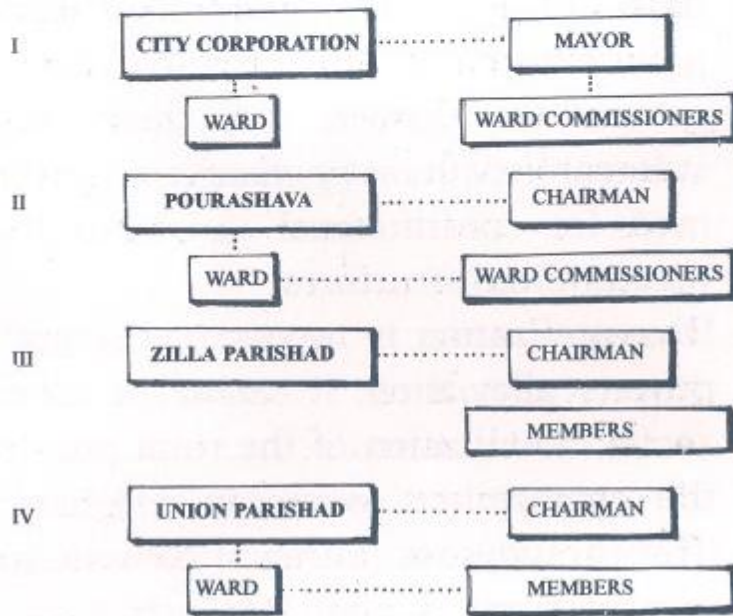 I CITY CORPORATION MAYOR
WARD WARD COMMISSIONERS
II POURASHAVA CHAIRMAN
WARD WARD COMMISSIONERS
III ZILLA PARISHAD CHAIRMAN
MEMBERS
IV UNION PARISHAD CHAIRMAN
WARD MEMBERS